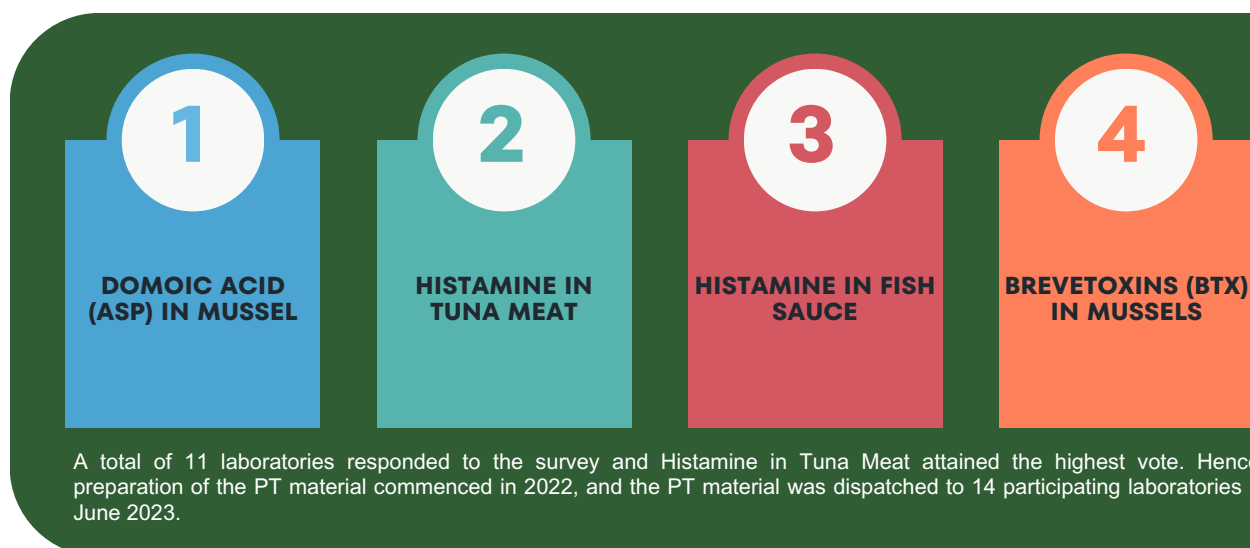 1
2
3
4
DOMOIC ACID
(ASP) IN MUSSEL
HISTAMINE IN
TUNA MEAT
HISTAMINE IN FISH
SAUCE
BREVETOXINS (BTX)
IN MUSSELS
A total of 11 laboratories responded to the survey and Histamine in Tuna Meat attained the highest vote. Hence
preparation of the PT material commenced in 2022, and the PT material was dispatched to 14 participating laboratories
June 2023.